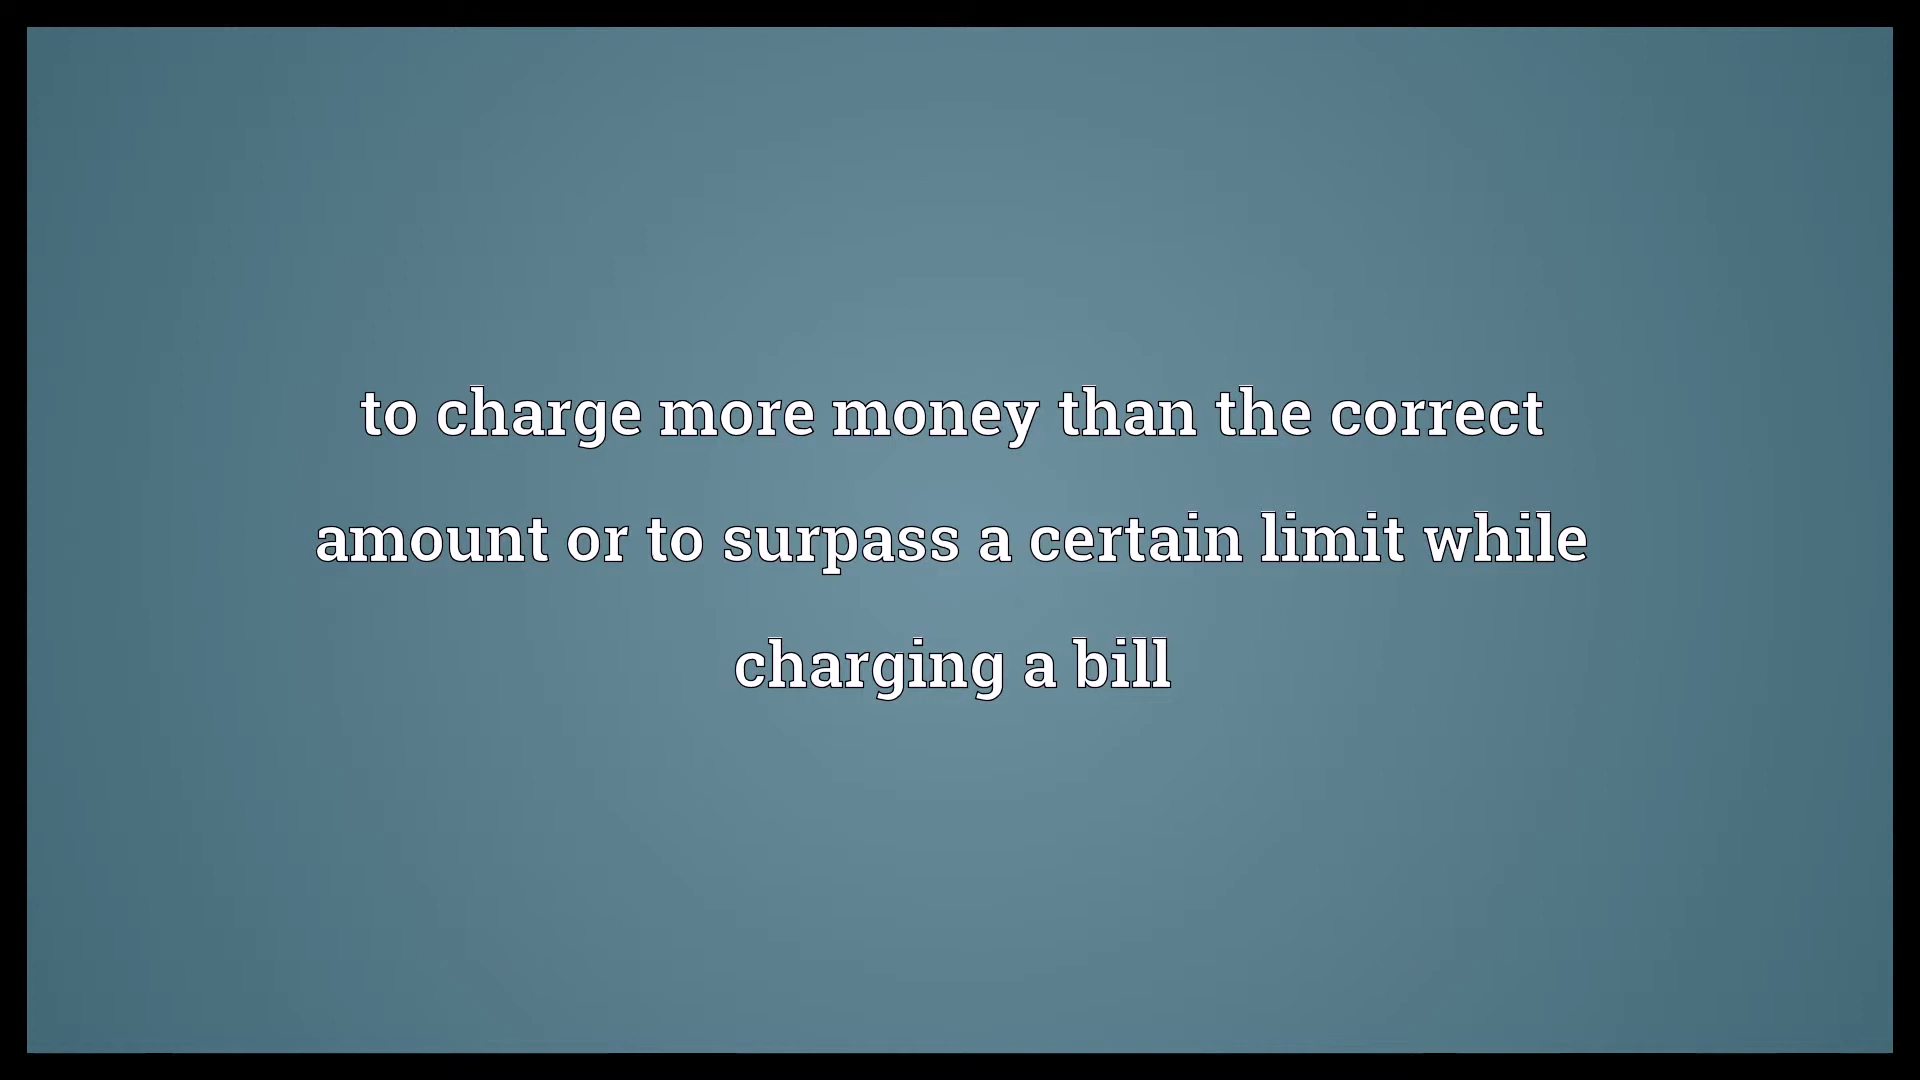 to charge more money than the correct
amount or to surpass a certain limit while
charging a bill